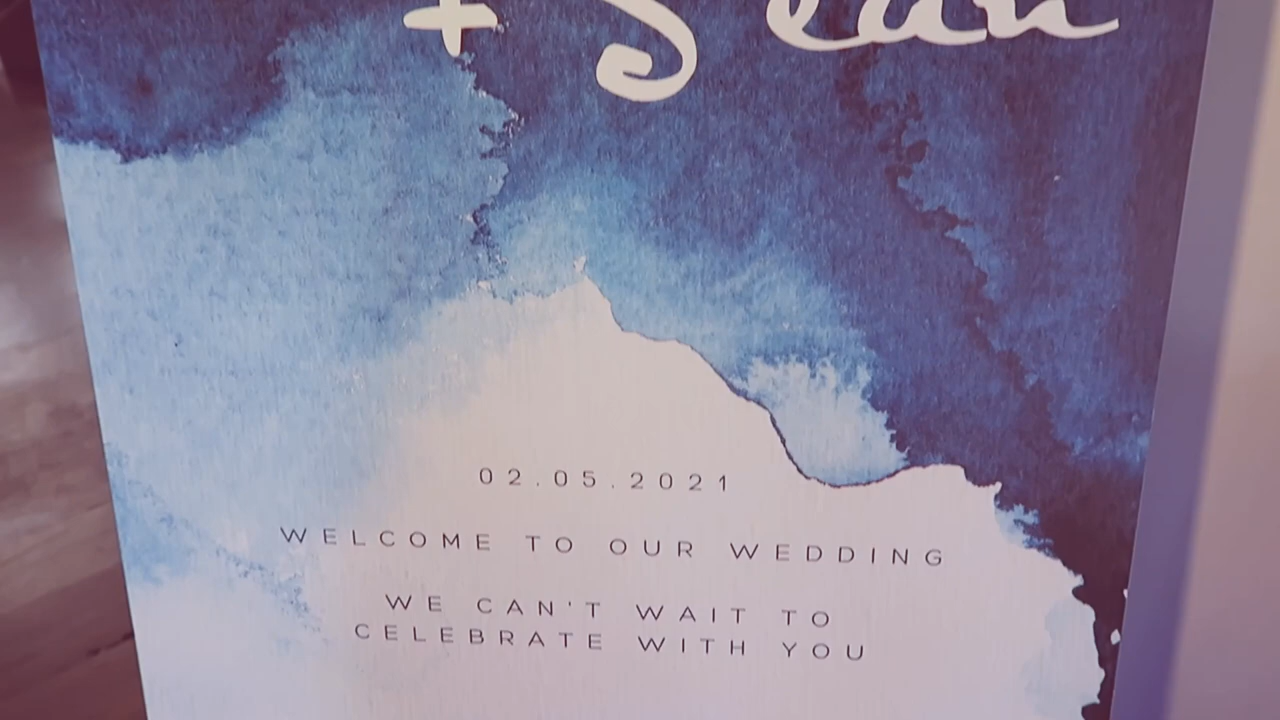 + Sean
02.05.2021
WELCOME TO OUR WEDDING
WE CAN'T WAIT TO
CELEBRATE WITH YOU